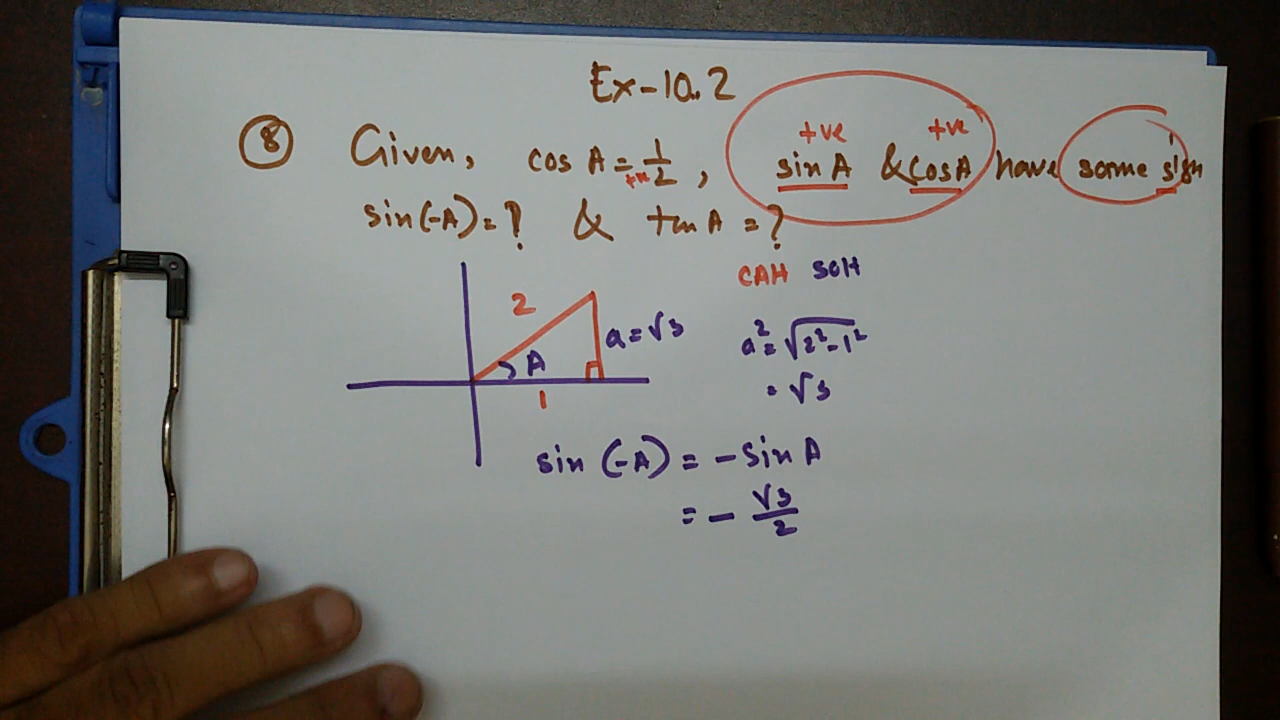 Ex-10.2
⑧ Given, cos A = 1/2, sin A & cos A have same sign
+ve +ve +ve
sin(-A) = ? & tan A = ?
CAH SOH
2 a = √3 a² = √2² - 1²
A = √3
1
sin (-A) = - sin A
= - √3/2